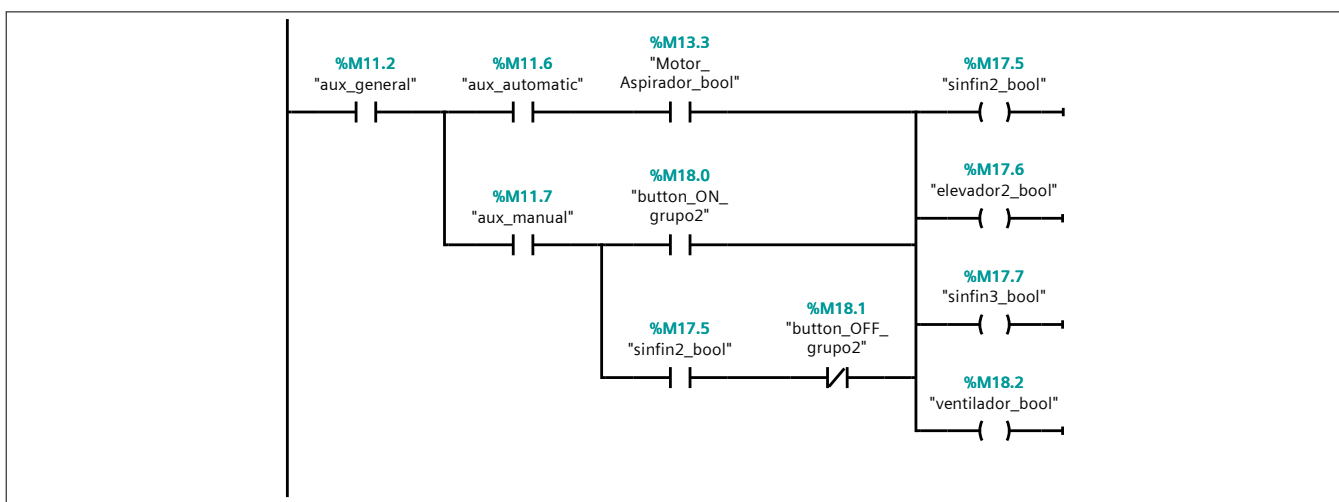 %M11.2
"aux_general"
%M11.6
"aux_automatic"
%M13.3
"Motor_
Aspirador_bool"
%M17.5
"sinfin2_bool"
%M17.6
"elevador2_bool"
%M11.7
"aux_manual"
%M18.0
"button_ON_
grupo2"
%M17.7
"sinfin3_bool"
%M17.5
"sinfin2_bool"
%M18.1
"button_OFF_
grupo2"
%M18.2
"ventilador_bool"